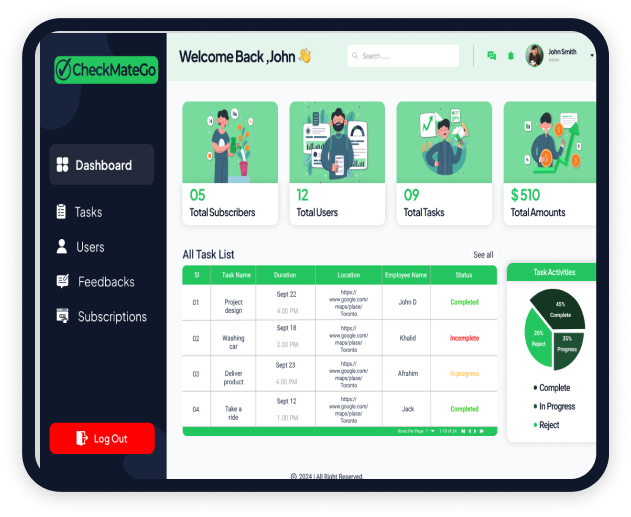 CheckMateGo
Dashboard
Tasks
Users
Feedbacks
Subscriptions
Log Out
Welcome Back ,John 👋
Search.....
John Smith
Admin
05
Total Subscribers
12
Total Users
09
Total Tasks
$ 510
Total Amounts
All Task List
See all
Sl Task Name Duration Location Employee Name Status
01
Project
design
Sept 22
4.00 PM
https://
www.google.com/
maps/place/
Toronto
John D
Completed
02
Washing
car
Sept 18
2.00 PM
https://
www.google.com/
maps/place/
Toronto
Khalid
Incomplete
03
Deliver
product
Sept 23
4:00 PM
https://
www.google.com/
maps/place/
Toronto
Afrahim
In progress
04
Take a
ride
Sept 12
1.00 PM
https://
www.google.com/
maps/place/
Toronto
Jack
Completed
Rows Per Page 7 1-10 of 24
Task Activities
45%
Complete
20%
Reject
35%
Progress
Complete
In Progress
Reject
© 2024 | All Right Reserved.